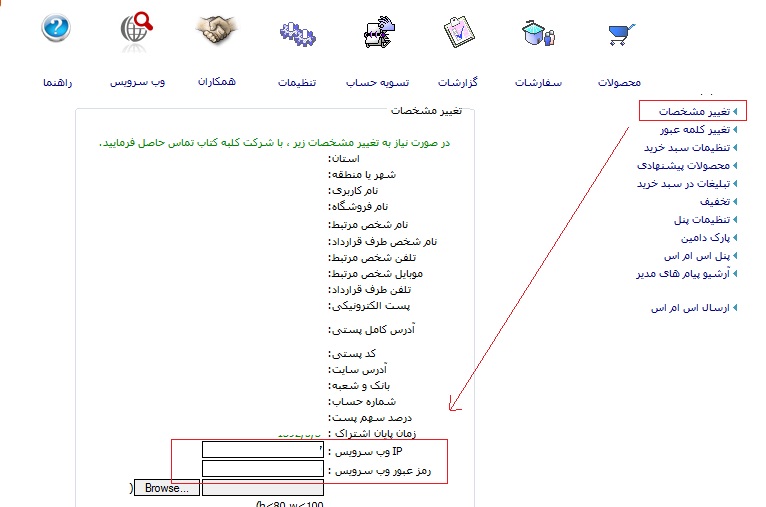 محصولات
سفارشات
گزارشات
تسویه حساب
تنظیمات
همکاران
وب سرویس
راهنما
تغییر مشخصات
تغییر کلمه عبور
تنظیمات سبد خرید
محصولات پیشنهادی
تبلیغات در سبد خرید
تخفیف
تنظیمات پنل
پارک دامین
پنل اس ام اس
آرشیو پیام های مدیر
ارسال اس ام اس
تغییر مشخصات
در صورت نیاز به تغییر مشخصات زیر ، با شرکت کلبه کتاب تماس حاصل فرمایید.
استان:
شهر یا منطقه:
نام کاربری:
نام فروشگاه:
نام شخص مرتبط:
نام شخص طرف قرارداد:
تلفن شخص مرتبط:
موبایل شخص مرتبط:
تلفن طرف قرارداد:
پست الکترونیکی:
آدرس کامل پستی:
کد پستی:
آدرس سایت:
بانک و شعبه:
شماره حساب:
درصد سهم پست:
زمان پایان اشتراک :
IP وب سرویس :
رمز عبور وب سرویس :
Browse...